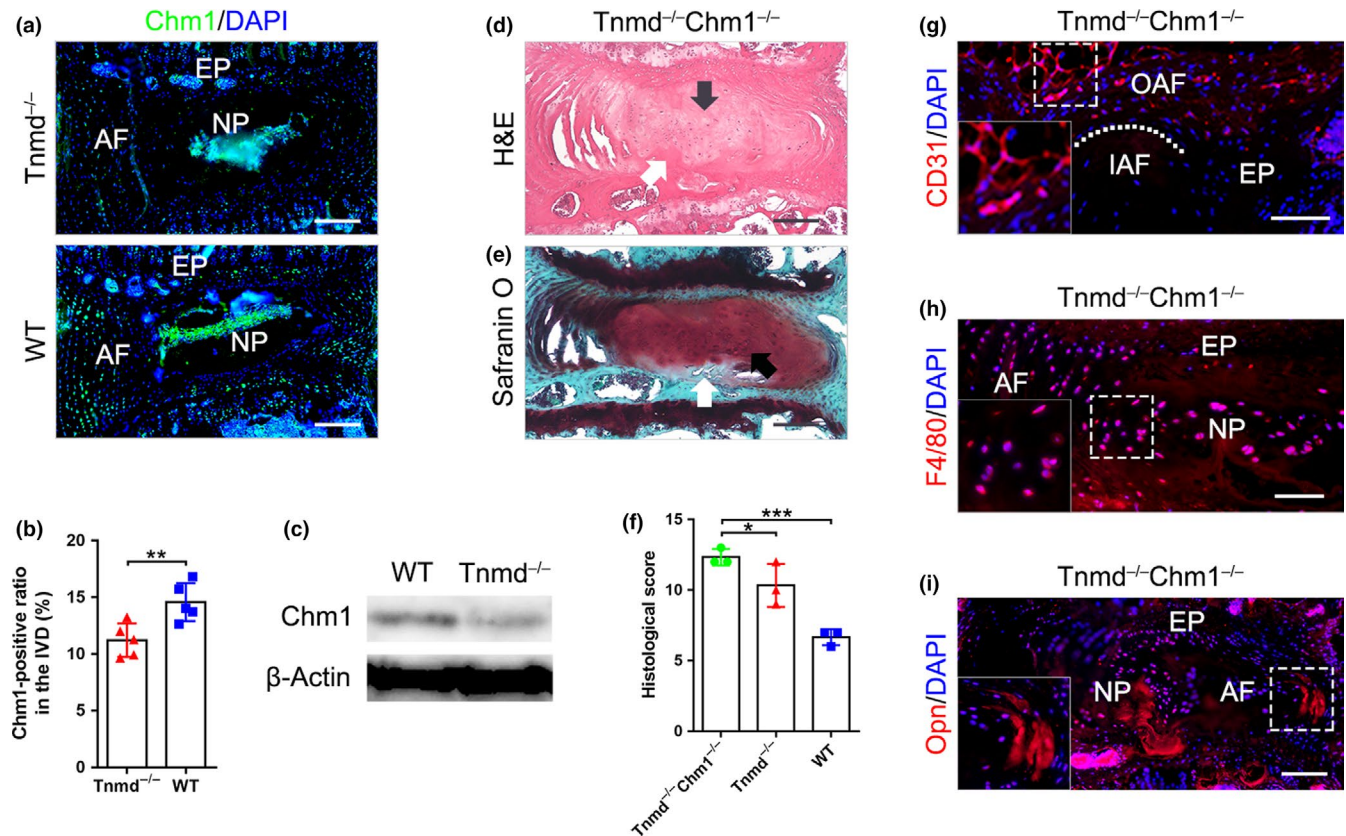 (a)
Chm1/DAPI
Tnmd⁻/⁻
EP
AF
NP
WT
EP
AF
NP
(b)
Chm1-positive ratio
in the IVD (%)
20
15
10
5
0
**
Tnmd⁻/⁻
WT
(c)
WT
Tnmd⁻/⁻
Chm1
β-Actin
(d)
Tnmd⁻/⁻Chm1⁻/⁻
H&E
(e)
Safranin O
(f)
Histological score
15
10
5
0
***
*
Tnmd⁻/⁻Chm1⁻/⁻
Tnmd⁻/⁻
WT
(g)
Tnmd⁻/⁻Chm1⁻/⁻
CD31/DAPI
OAF
IAF
EP
(h)
Tnmd⁻/⁻Chm1⁻/⁻
F4/80/DAPI
EP
AF
NP
(i)
Tnmd⁻/⁻Chm1⁻/⁻
Opn/DAPI
EP
NP
AF